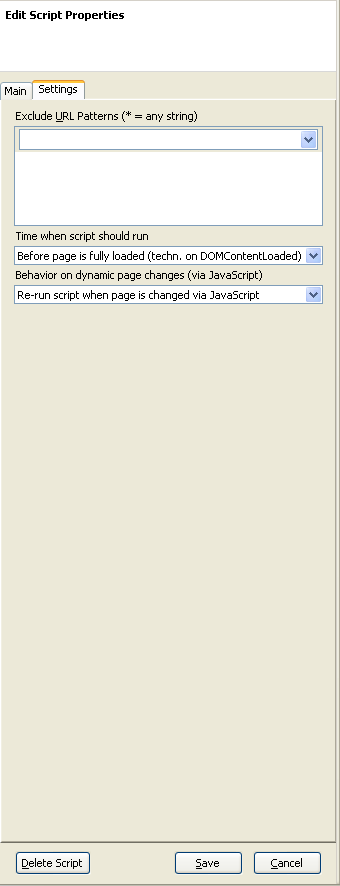 Edit Script Properties
Main
Settings
Exclude URL Patterns (* = any string)
Time when script should run
Before page is fully loaded (techn. on DOMContentLoaded)
Behavior on dynamic page changes (via JavaScript)
Re-run script when page is changed via JavaScript
Delete Script
Save
Cancel